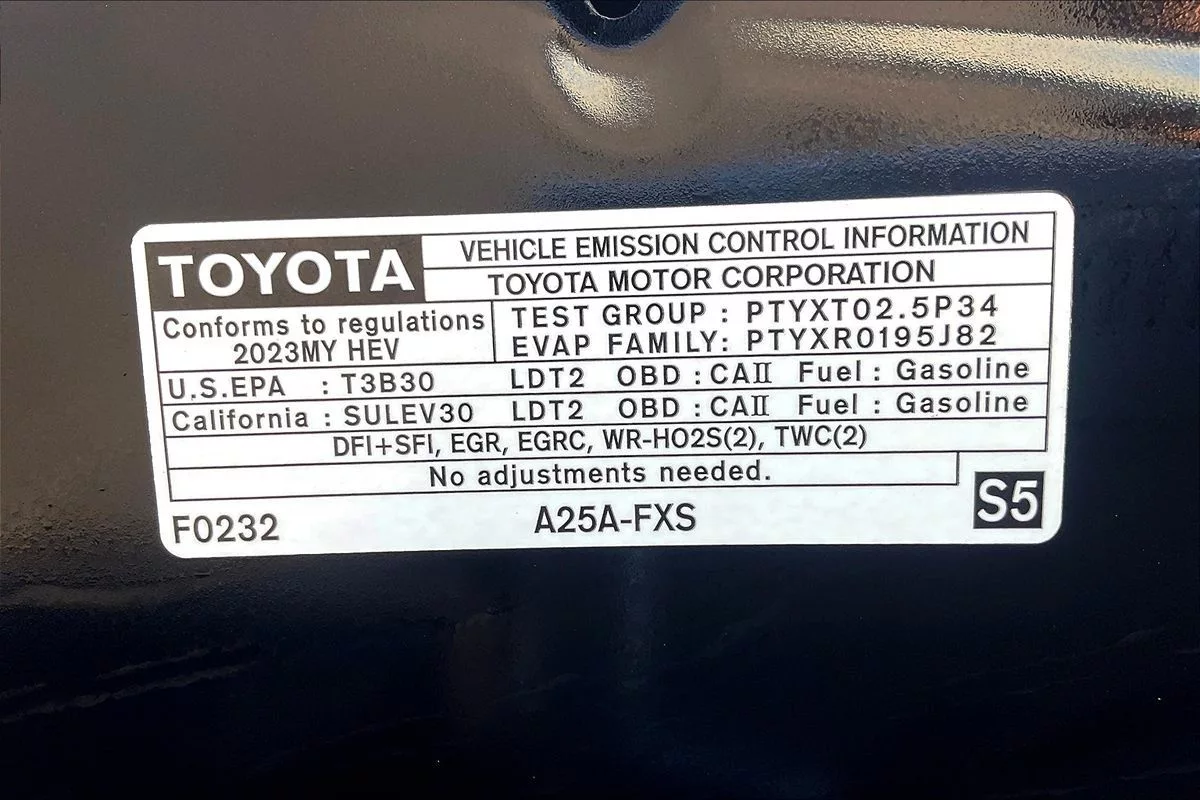 TOYOTA
VEHICLE EMISSION CONTROL INFORMATION
TOYOTA MOTOR CORPORATION
Conforms to regulations
2023MY HEV
TEST GROUP : PTYXT02.5P34
EVAP FAMILY: PTYXR0195J82
U.S.EPA : T3B30 LDT2 OBD : CAⅡ Fuel : Gasoline
California : SULEV30 LDT2 OBD : CAⅡ Fuel : Gasoline
DFI+SFI, EGR, EGRC, WR-HO2S(2), TWC(2)
No adjustments needed.
F0232 A25A-FXS S5